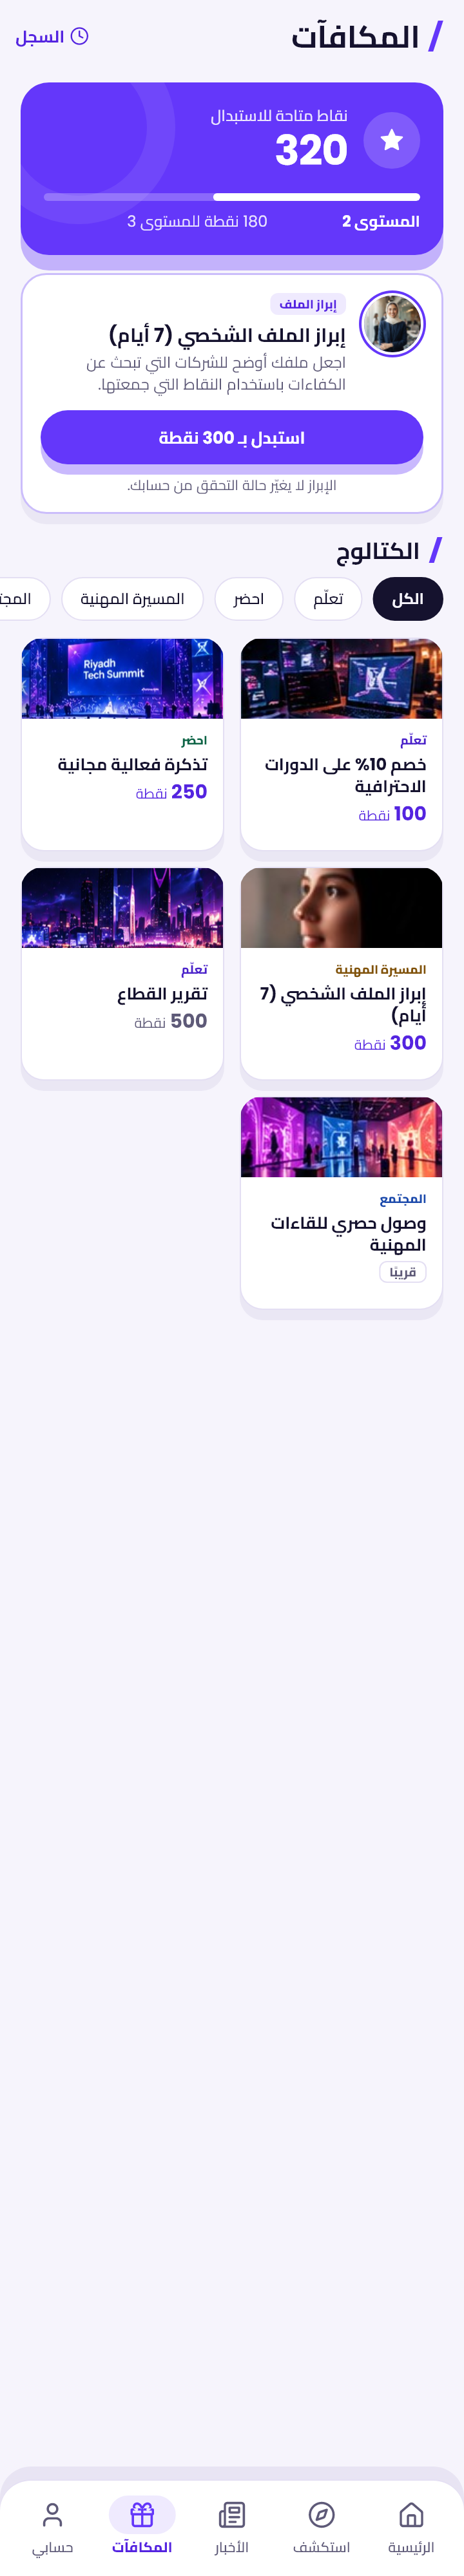 / المكافآت
السجل
نقاط متاحة للاستبدال
320
المستوى 2
180 نقطة للمستوى 3
إبراز الملف
إبراز الملف الشخصي (7 أيام)
اجعل ملفك أوضح للشركات التي تبحث عن
الكفاءات باستخدام النقاط التي جمعتها.
استبدل بـ 300 نقطة
الإبراز لا يغيّر حالة التحقق من حسابك.
/ الكتالوج
الكل
تعلّم
احضر
المسيرة المهنية
المجت
تعلّم
خصم 10% على الدورات
الاحترافية
100 نقطة
Riyadh
Tech Summit
احضر
تذكرة فعالية مجانية
250 نقطة
المسيرة المهنية
إبراز الملف الشخصي (7
أيام)
300 نقطة
تعلّم
تقرير القطاع
500 نقطة
المجتمع
وصول حصري للقاءات
المهنية
قريبًا
الرئيسية
استكشف
الأخبار
المكافآت
حسابي